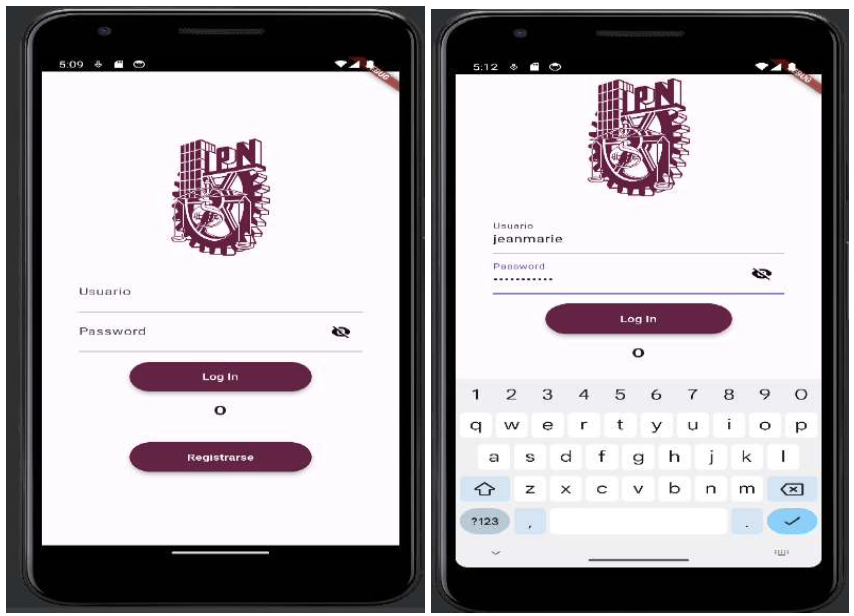 5:09
DEBUG
IPN
Usuario
Password
Log In
O
Registrarse
5:12
DEBUG
IPN
Usuario
jeanmarie
Password
•••••••••••
Log In
O
1 2 3 4 5 6 7 8 9 0
q w e r t y u i o p
a s d f g h j k l
z x c v b n m
?123 , .